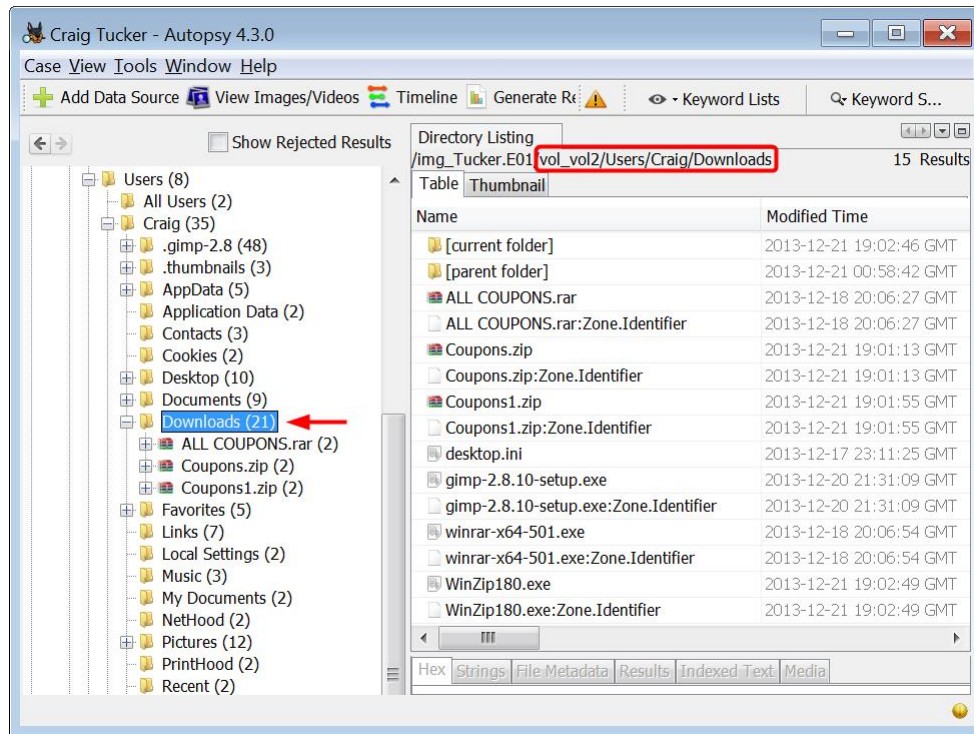 Craig Tucker - Autopsy 4.3.0
Case View Tools Window Help
Add Data Source View Images/Videos Timeline Generate Re Keyword Lists Keyword S...
Show Rejected Results
Users (8)
All Users (2)
Craig (35)
.gimp-2.8 (48)
.thumbnails (3)
AppData (5)
Application Data (2)
Contacts (3)
Cookies (2)
Desktop (10)
Documents (9)
Downloads (21)
ALL COUPONS.rar (2)
Coupons.zip (2)
Coupons1.zip (2)
Favorites (5)
Links (7)
Local Settings (2)
Music (3)
My Documents (2)
NetHood (2)
Pictures (12)
PrintHood (2)
Recent (2)
Directory Listing
/img_Tucker.E01/vol_vol2/Users/Craig/Downloads 15 Results
Table Thumbnail
Name Modified Time
[current folder] 2013-12-21 19:02:46 GMT
[parent folder] 2013-12-21 00:58:42 GMT
ALL COUPONS.rar 2013-12-18 20:06:27 GMT
ALL COUPONS.rar:Zone.Identifier 2013-12-18 20:06:27 GMT
Coupons.zip 2013-12-21 19:01:13 GMT
Coupons.zip:Zone.Identifier 2013-12-21 19:01:13 GMT
Coupons1.zip 2013-12-21 19:01:55 GMT
Coupons1.zip:Zone.Identifier 2013-12-21 19:01:55 GMT
desktop.ini 2013-12-17 23:11:25 GMT
gimp-2.8.10-setup.exe 2013-12-20 21:31:09 GMT
gimp-2.8.10-setup.exe:Zone.Identifier 2013-12-20 21:31:09 GMT
winrar-x64-501.exe 2013-12-18 20:06:54 GMT
winrar-x64-501.exe:Zone.Identifier 2013-12-18 20:06:54 GMT
WinZip180.exe 2013-12-21 19:02:49 GMT
WinZip180.exe:Zone.Identifier 2013-12-21 19:02:49 GMT
Hex Strings File Metadata Results Indexed Text Media